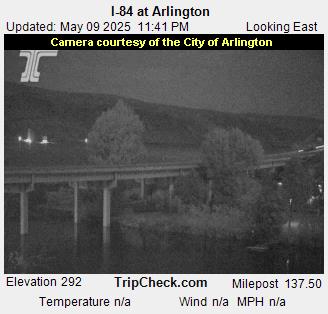 I-84 at Arlington
Updated: May 09 2025 11:41 PM Looking East
Camera courtesy of the City of Arlington
Elevation 292 TripCheck.com Milepost 137.50
Temperature n/a Wind n/a MPH n/a